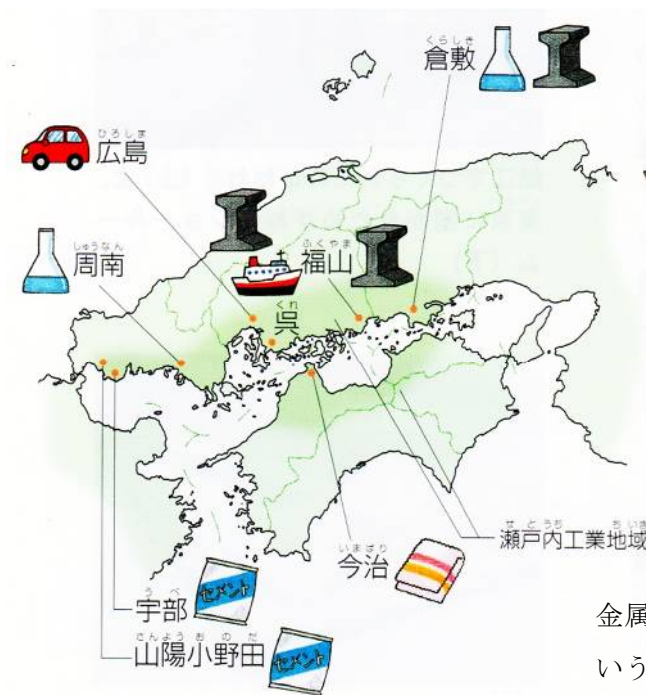 くらしき
倉敷
ひろしま
広島
しゅうなん
周南
ふくやま
福山
くれ
呉
せとうち ちいき
瀬戸内工業地域
いまばり
今治
うべ
宇部
セメント
さんようおのだ
山陽小野田
セメント
金属
いう